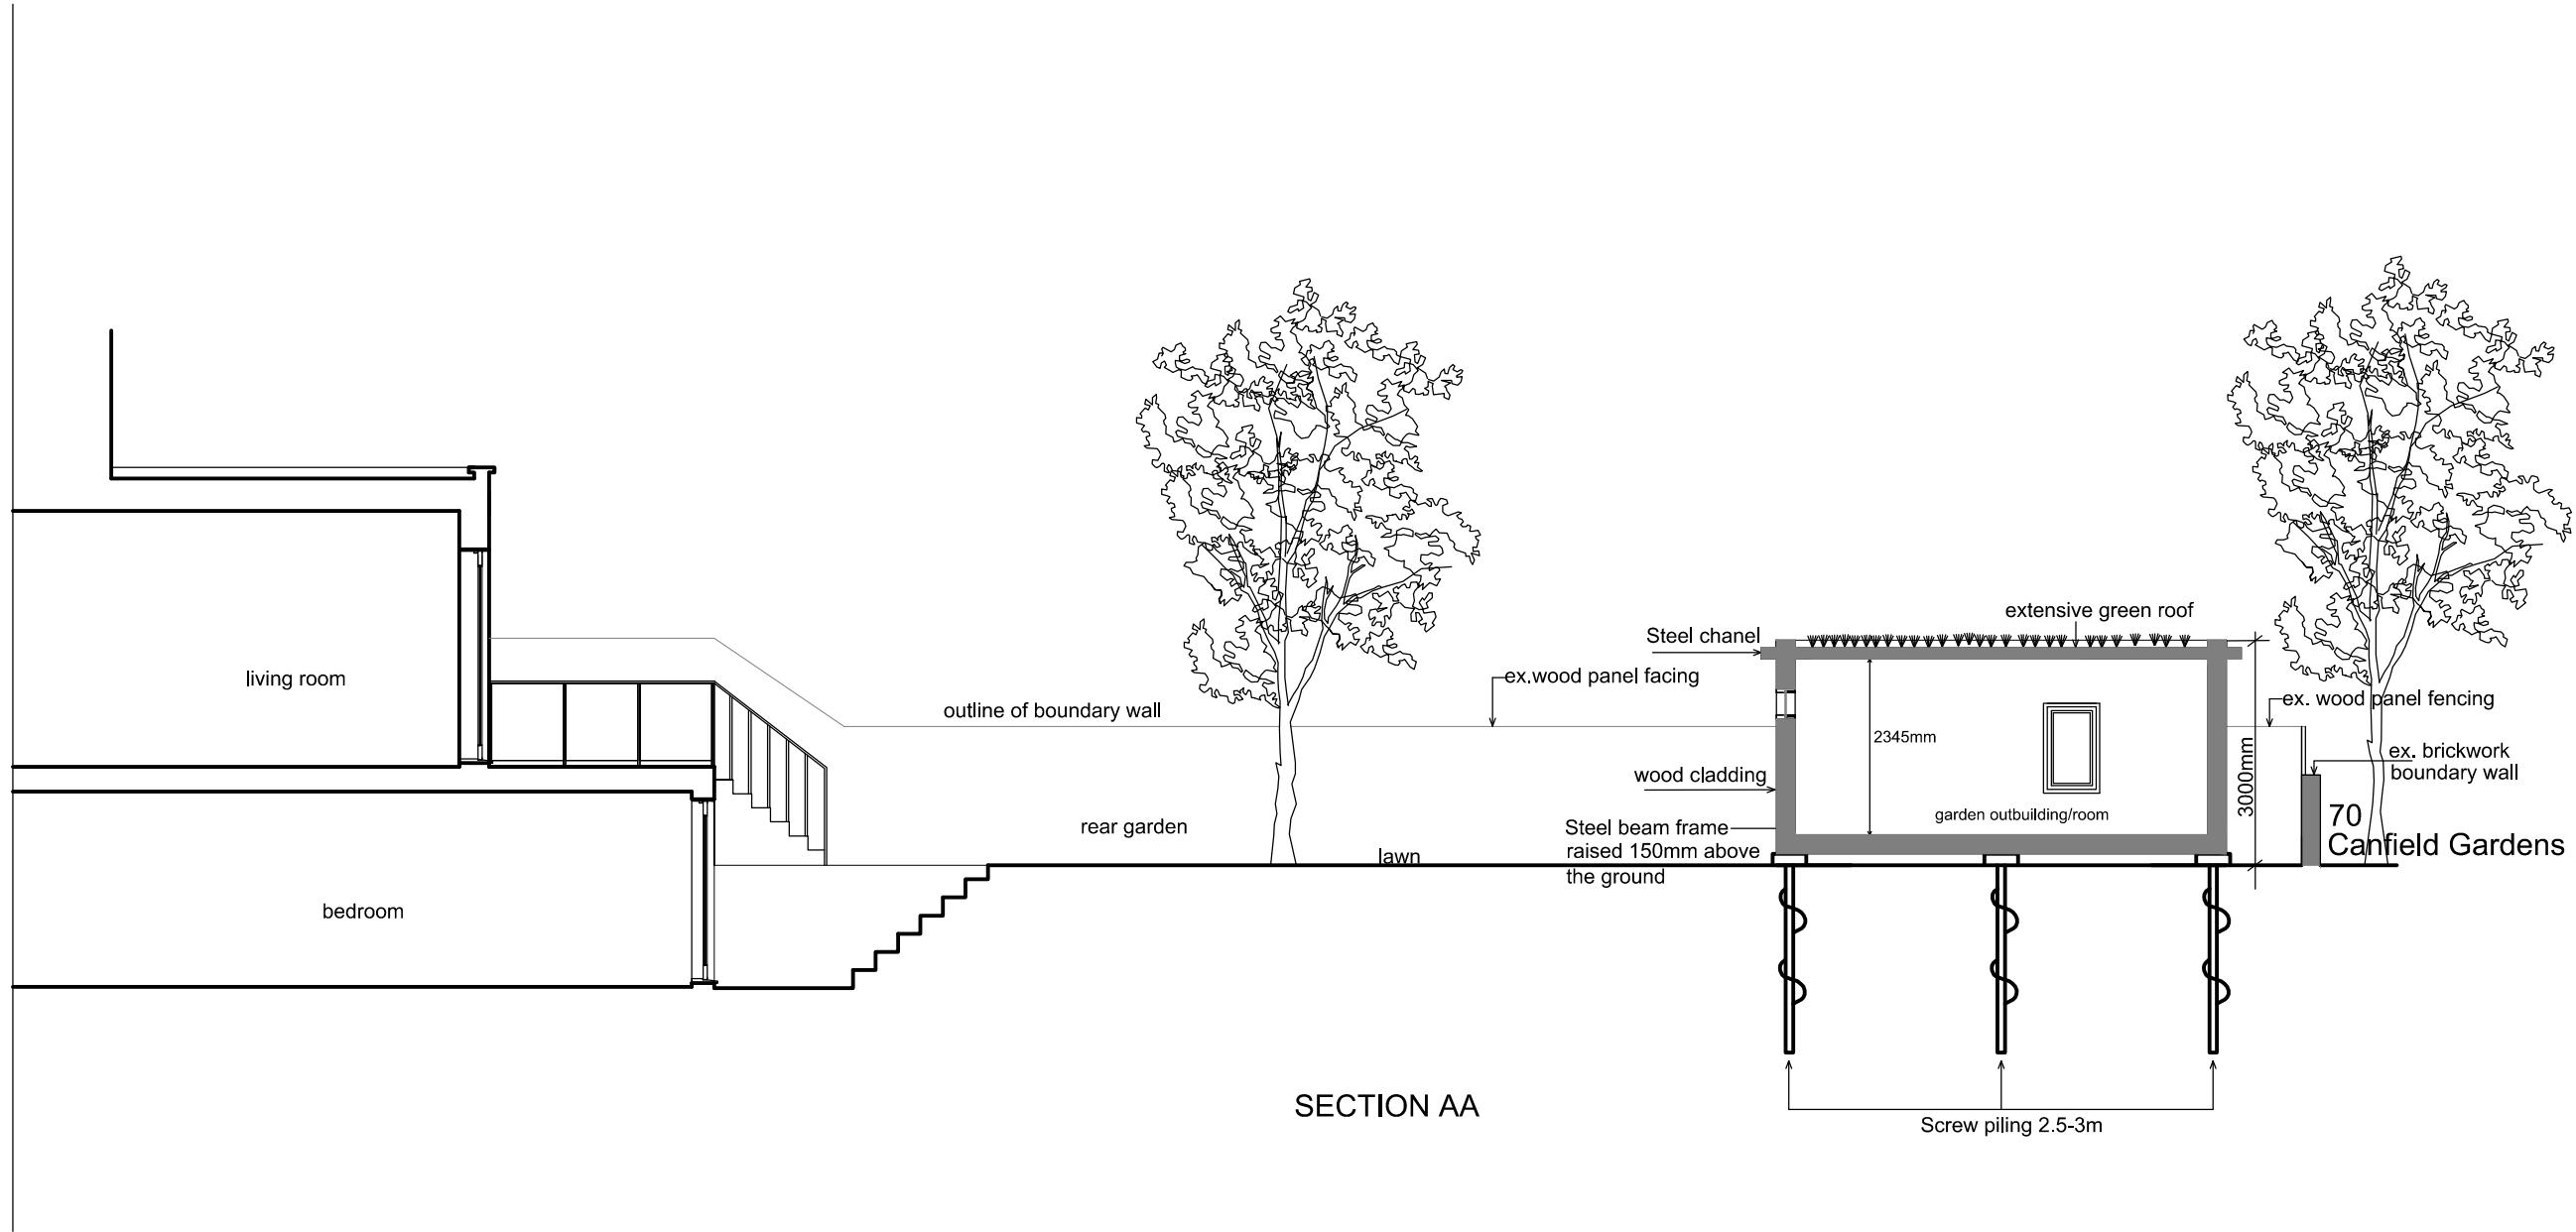 extensive green roof
Steel chanel
living room
ex.wood panel facing
ex. wood panel fencing
outline of boundary wall
2345mm
3000mm
ex. brickwork
boundary wall
wood cladding
rear garden
garden outbuilding/room
70
Canfield Gardens
Steel beam frame
raised 150mm above
the ground
lawn
bedroom
SECTION AA
Screw piling 2.5-3m